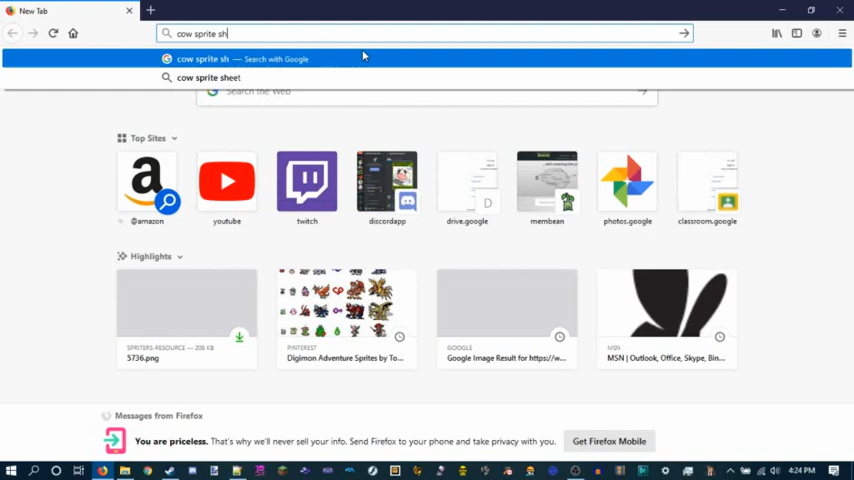 New Tab
cow sprite sh
cow sprite sh — Search with Google
cow sprite sheet
Search the Web
Top Sites
@amazon
youtube
twitch
discordapp
drive.google
membean
photos.google
classroom.google
Highlights
SPRITERS-RESOURCE — 208 KB
5736.png
PINTEREST
Digimon Adventure Sprites by To...
GOOGLE
Google Image Result for https://w...
MSN
MSN | Outlook, Office, Skype, Bin...
Messages from Firefox
You are priceless. That's why we'll never sell your info. Send Firefox to your phone and take privacy with you.
Get Firefox Mobile
4:24 PM